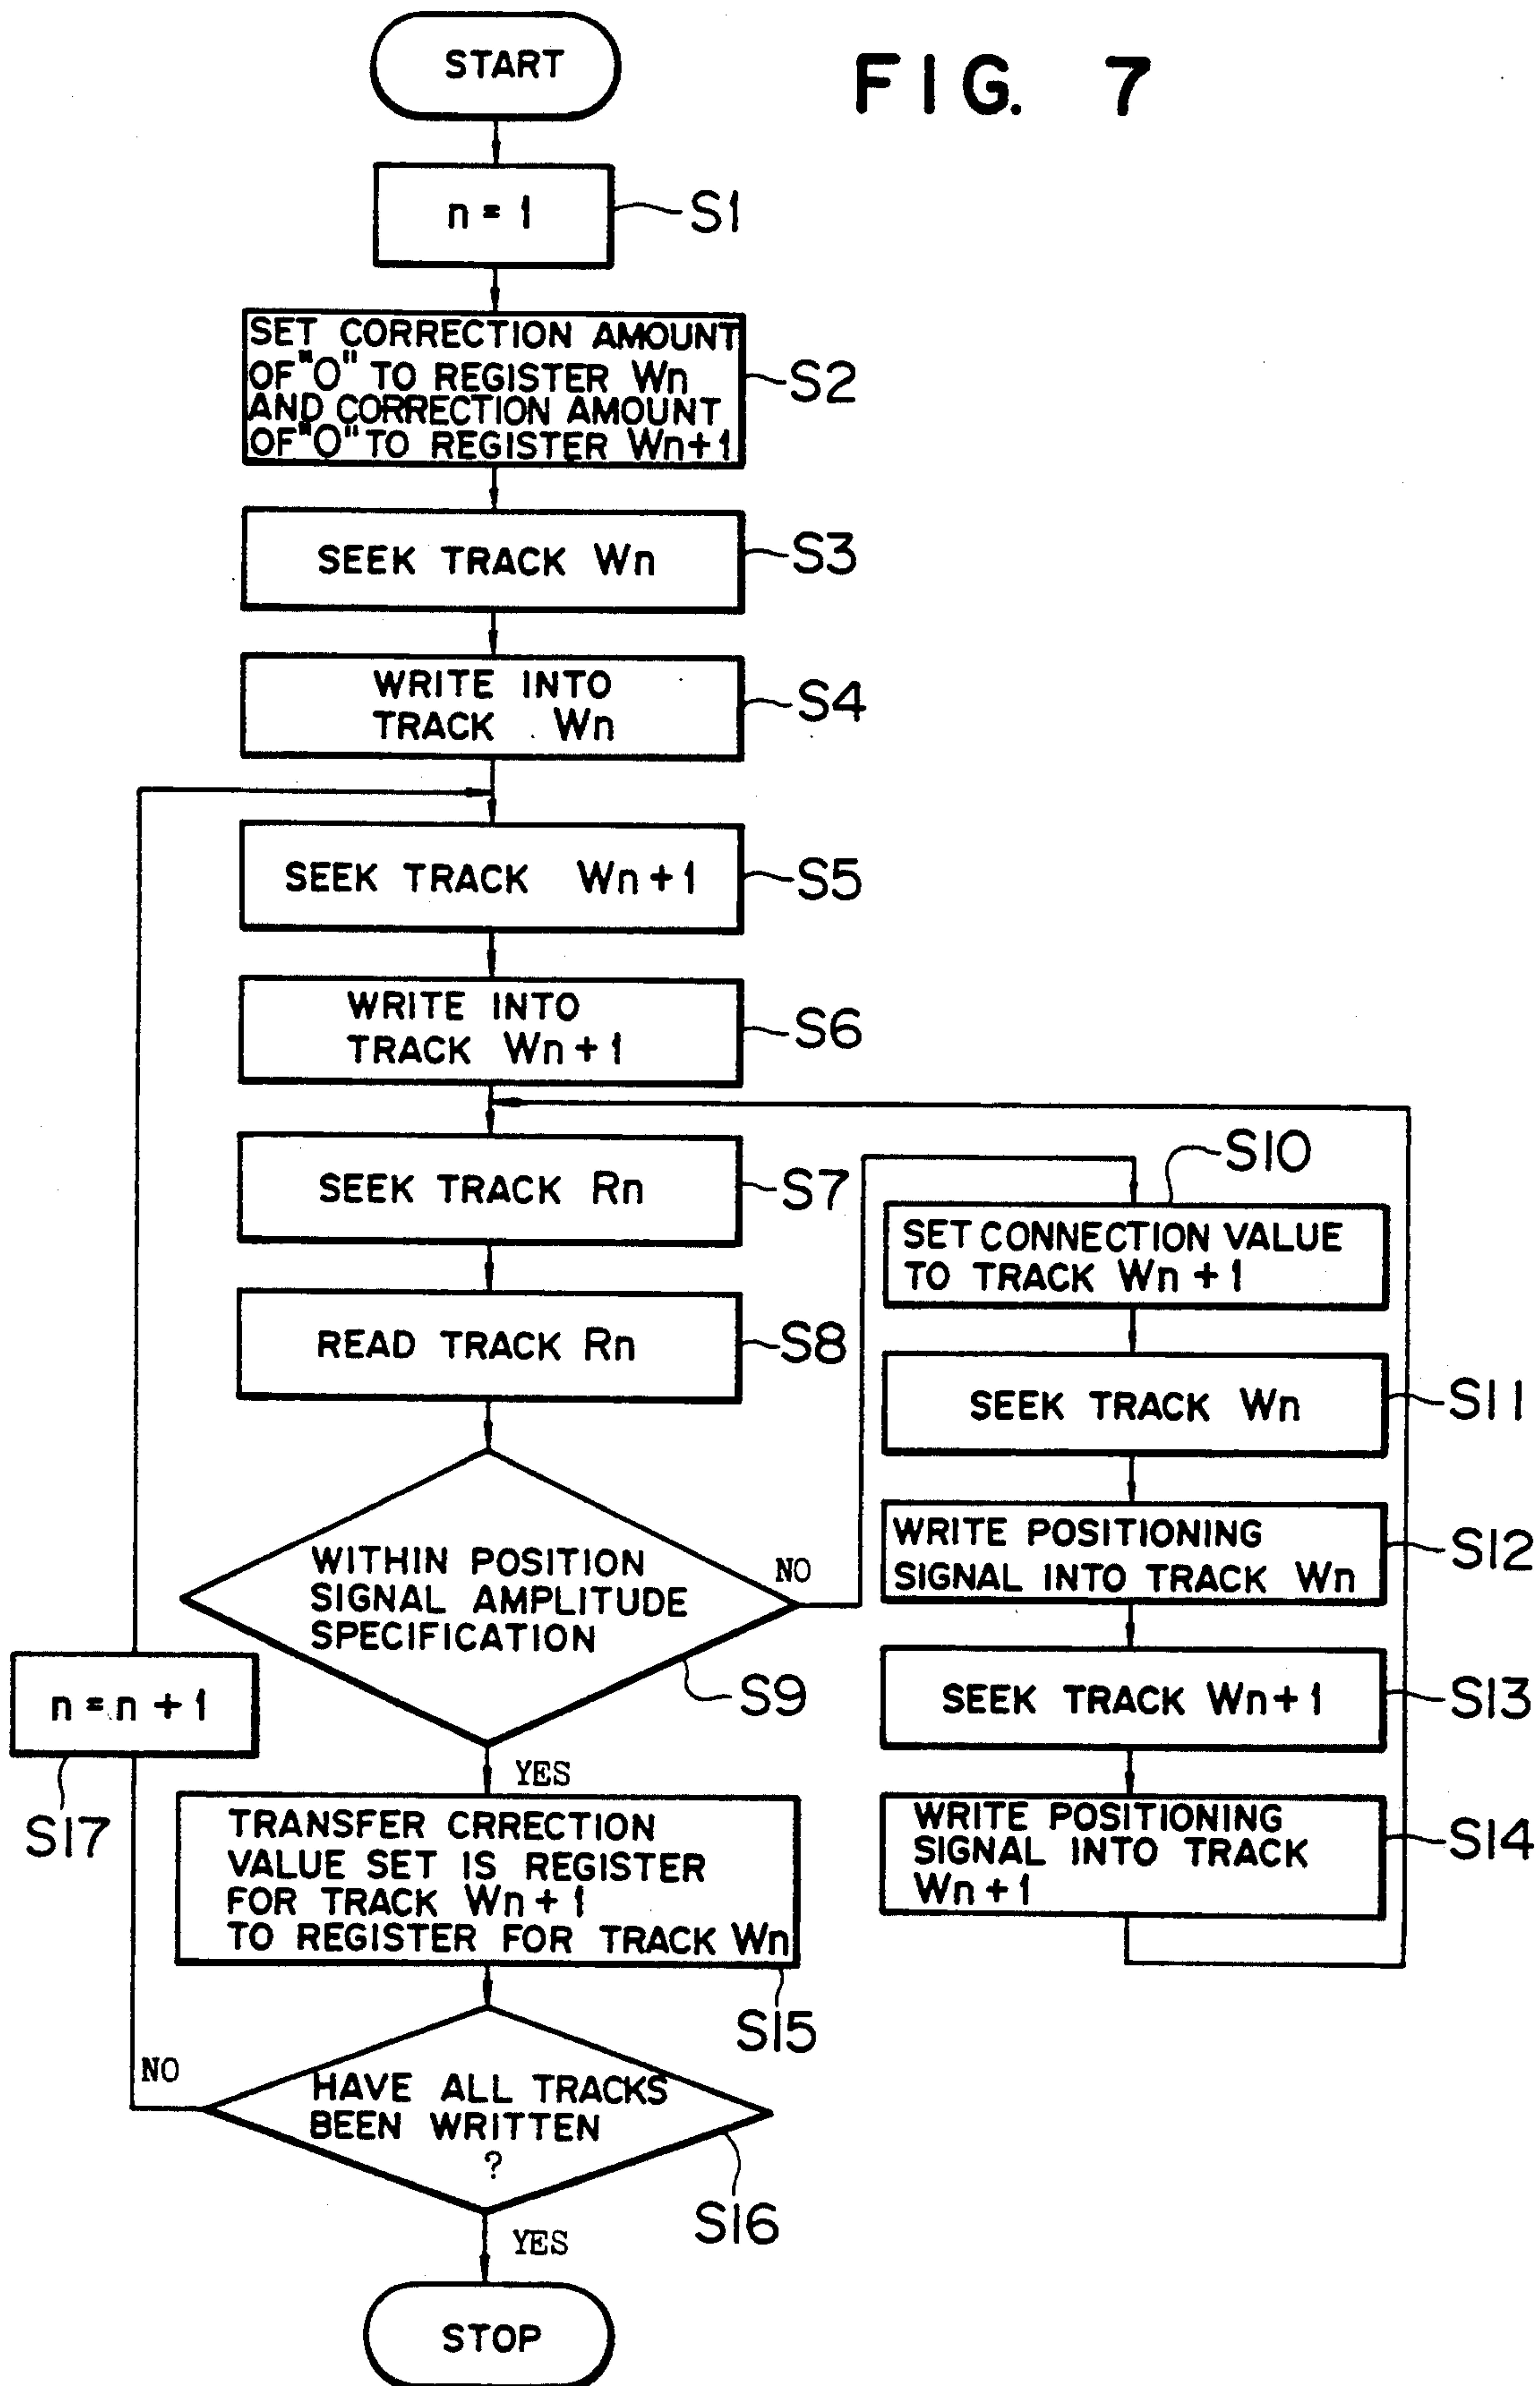 START
FIG. 7
n = 1
S1
SET CORRECTION AMOUNT
OF "O" TO REGISTER Wn
AND CORRECTION AMOUNT
OF "O" TO REGISTER Wn+1
S2
SEEK TRACK Wn
S3
WRITE INTO
TRACK Wn
S4
SEEK TRACK Wn+1
S5
WRITE INTO
TRACK Wn+1
S6
SEEK TRACK Rn
S7
READ TRACK Rn
S8
WITHIN POSITION
SIGNAL AMPLITUDE
SPECIFICATION
S9
NO
YES
S10
SET CONNECTION VALUE
TO TRACK Wn+1
SEEK TRACK Wn
S11
WRITE POSITIONING
SIGNAL INTO TRACK Wn
S12
SEEK TRACK Wn+1
S13
WRITE POSITIONING
SIGNAL INTO TRACK
Wn+1
S14
n = n + 1
S17
TRANSFER CRRECTION
VALUE SET IS REGISTER
FOR TRACK Wn+1
TO REGISTER FOR TRACK Wn
S15
NO
HAVE ALL TRACKS
BEEN WRITTEN
?
S16
YES
STOP